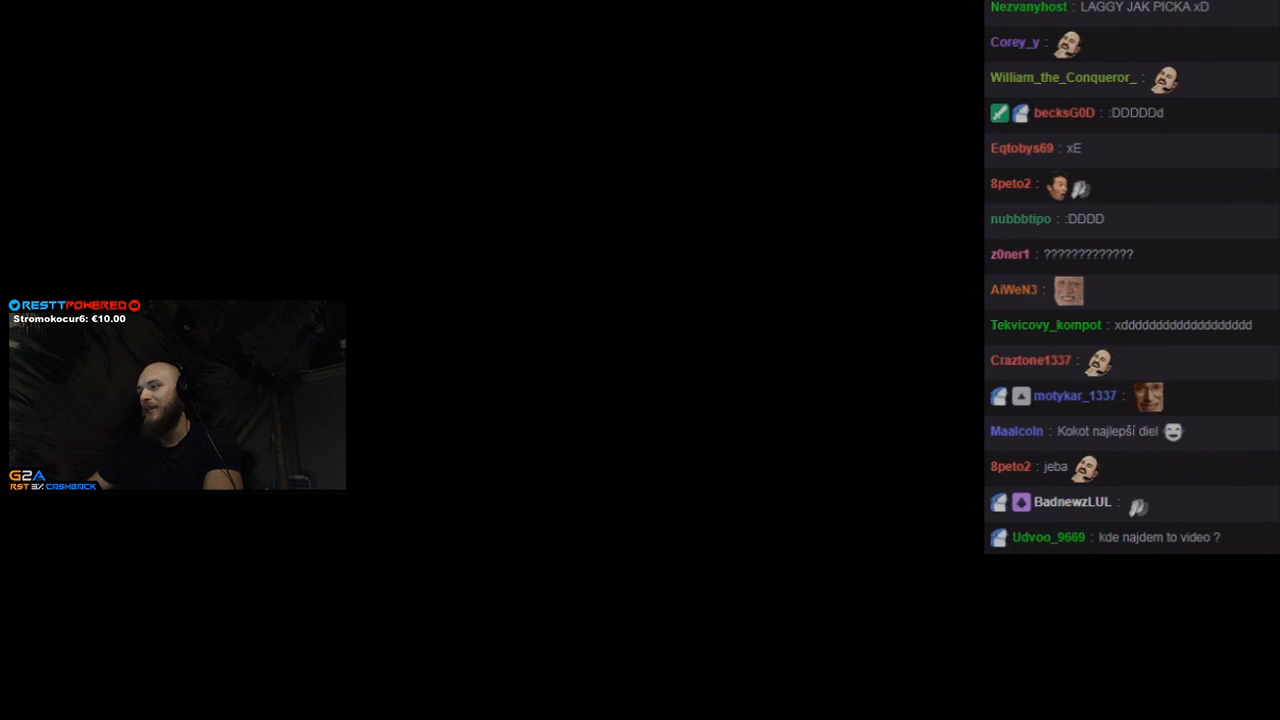 RESTTPOWERED
Stromokocur6: €10.00
G2A
RST 3% CASHBACK
Nezvanyhost : LAGGY JAK PICKA xD
Corey_y :
William_the_Conqueror_ :
becksG0D : :DDDDDd
Eqtobys69 : xE
8peto2 :
nubbbtipo : :DDDD
z0ner1 : ?????????????
AiWeN3 :
Tekvicovy_kompot : xddddddddddddddddddd
Craztone1337 :
motykar_1337 :
Maalcoln : Kokot najlepší diel
8peto2 : jeba
BadnewzLUL :
Udvoo_9669 : kde najdem to video ?